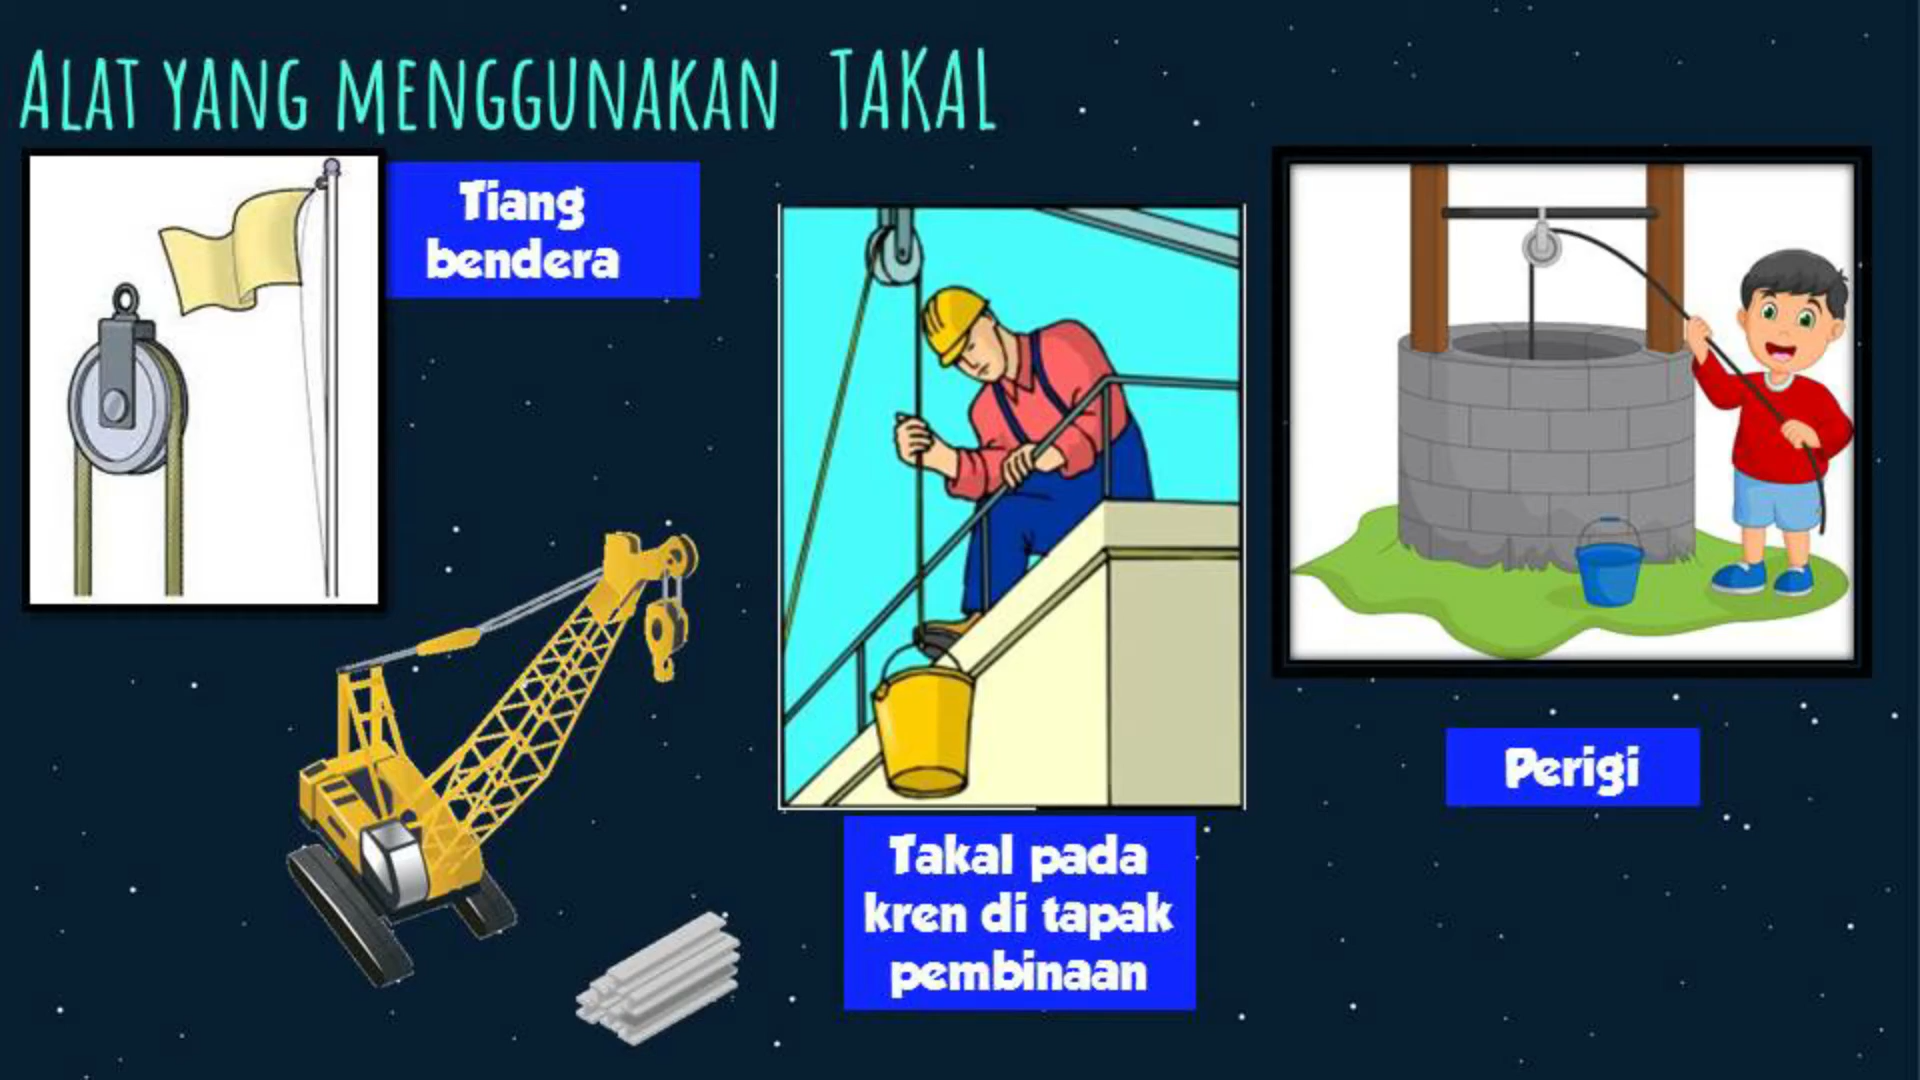 ALAT YANG MENGGUNAKAN TAKAL
Tiang
bendera
Takal pada
kren di tapak
pembinaan
Perigi